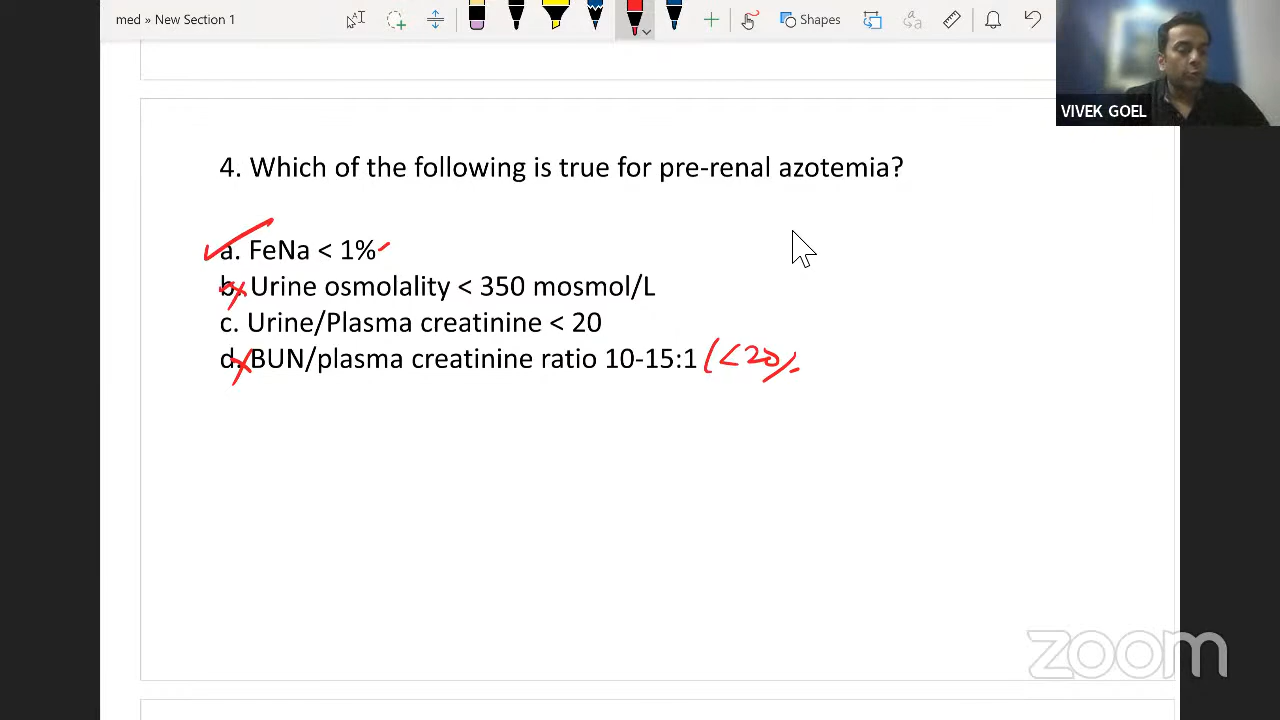 med » New Section 1
Shapes
VIVEK GOEL
4. Which of the following is true for pre-renal azotemia?
a. FeNa < 1%
b. Urine osmolality < 350 mosmol/L
c. Urine/Plasma creatinine < 20
d. BUN/plasma creatinine ratio 10-15:1 (<20).
zoom